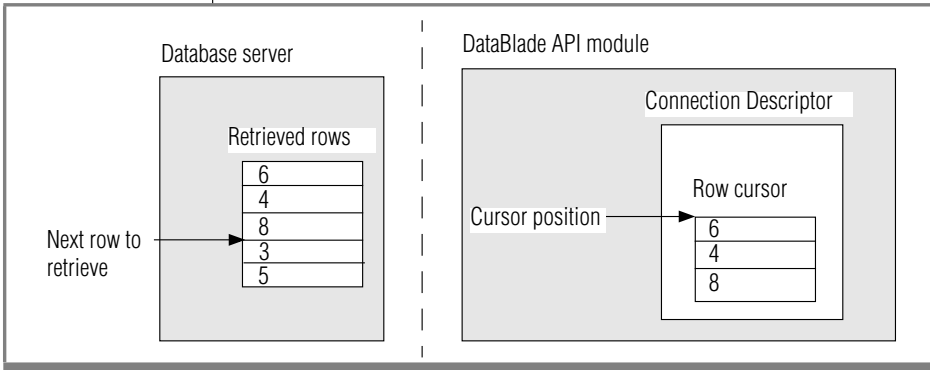 Database server
Retrieved rows
6
4
8
3
5
Next row to
retrieve
DataBlade API module
Connection Descriptor
Row cursor
Cursor position
6
4
8